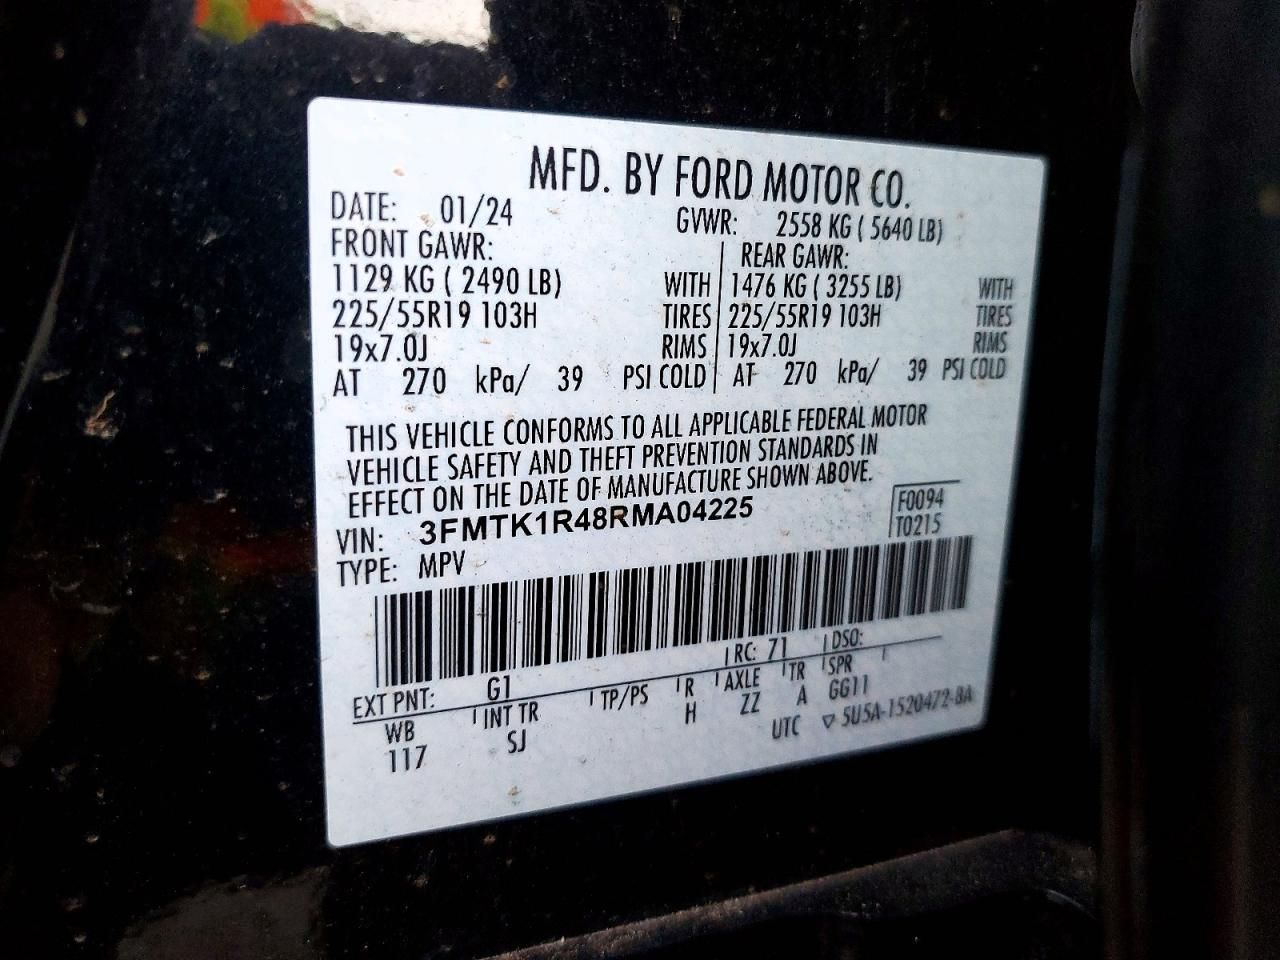 MFD. BY FORD MOTOR CO.
DATE: 01/24 GVWR: 2558 KG ( 5640 LB)
FRONT GAWR: REAR GAWR:
1129 KG ( 2490 LB) WITH 1476 KG ( 3255 LB) WITH
225/55R19 103H TIRES 225/55R19 103H TIRES
19x7.0J RIMS 19x7.0J RIMS
AT 270 kPa/ 39 PSI COLD AT 270 kPa/ 39 PSI COLD
THIS VEHICLE CONFORMS TO ALL APPLICABLE FEDERAL MOTOR
VEHICLE SAFETY AND THEFT PREVENTION STANDARDS IN
EFFECT ON THE DATE OF MANUFACTURE SHOWN ABOVE.
VIN: 3FMTK1R48RMA04225 F0094
TYPE: MPV T0215
EXT PNT: G1 RC: 71 DSO:
WB INT TR TP/PS R AXLE TR SPR
117 SJ H ZZ A GG11
UTC ▽ 5U5A-1520472-BA